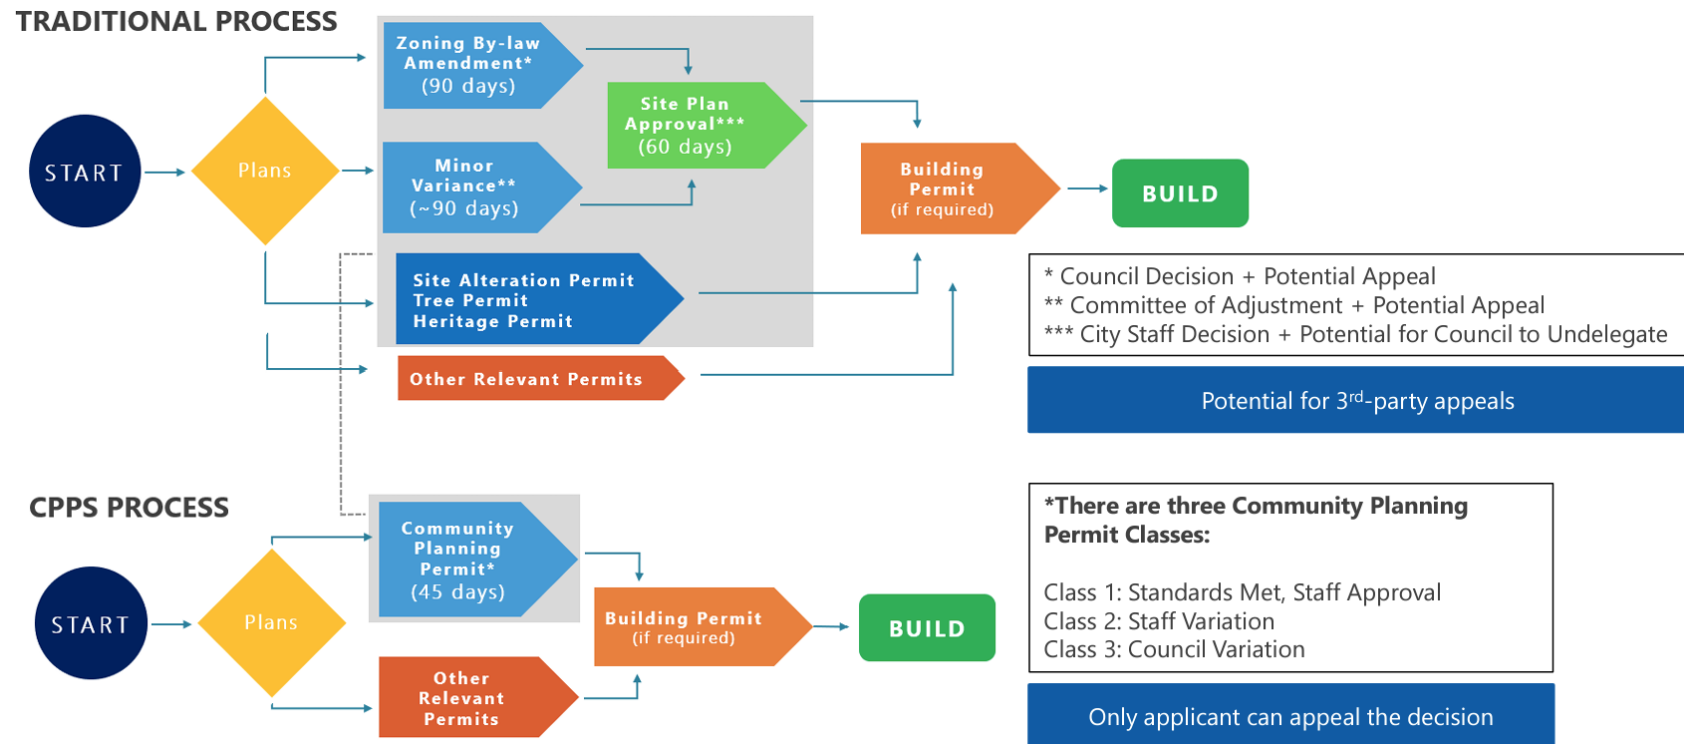 TRADITIONAL PROCESS
START
Plans
Zoning By-law
Amendment*
(90 days)
Minor
Variance**
(~90 days)
Site Plan
Approval***
(60 days)
Site Alteration Permit
Tree Permit
Heritage Permit
Other Relevant Permits
Building
Permit
(if required)
BUILD
* Council Decision + Potential Appeal
** Committee of Adjustment + Potential Appeal
*** City Staff Decision + Potential for Council to Undelegate
Potential for 3rd-party appeals
CPPS PROCESS
START
Plans
Community
Planning
Permit*
(45 days)
Other
Relevant
Permits
Building Permit
(if required)
BUILD
*There are three Community Planning
Permit Classes:
Class 1: Standards Met, Staff Approval
Class 2: Staff Variation
Class 3: Council Variation
Only applicant can appeal the decision